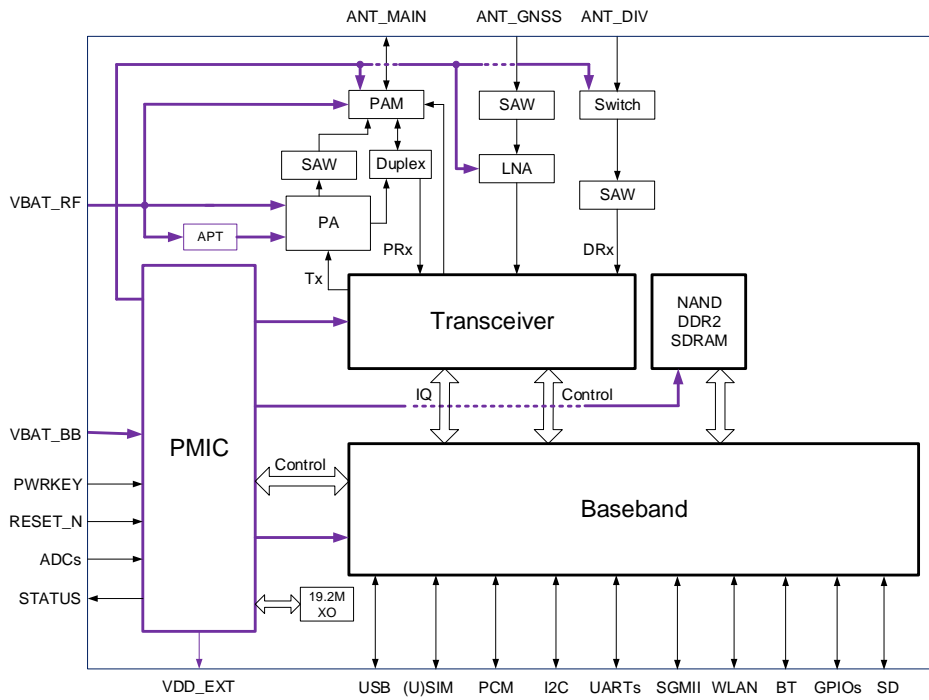 ANT_MAIN ANT_GNSS ANT_DIV
PAM SAW Switch
SAW Duplex LNA
SAW
VBAT_RF
PA
APT
PRx DRx
Tx
NAND
DDR2
SDRAM
Transceiver
IQ Control
VBAT_BB
PMIC
Control
PWRKEY
Baseband
RESET_N
ADCs
STATUS
19.2M
XO
VDD_EXT USB (U)SIM PCM I2C UARTs SGMII WLAN BT GPIOs SD